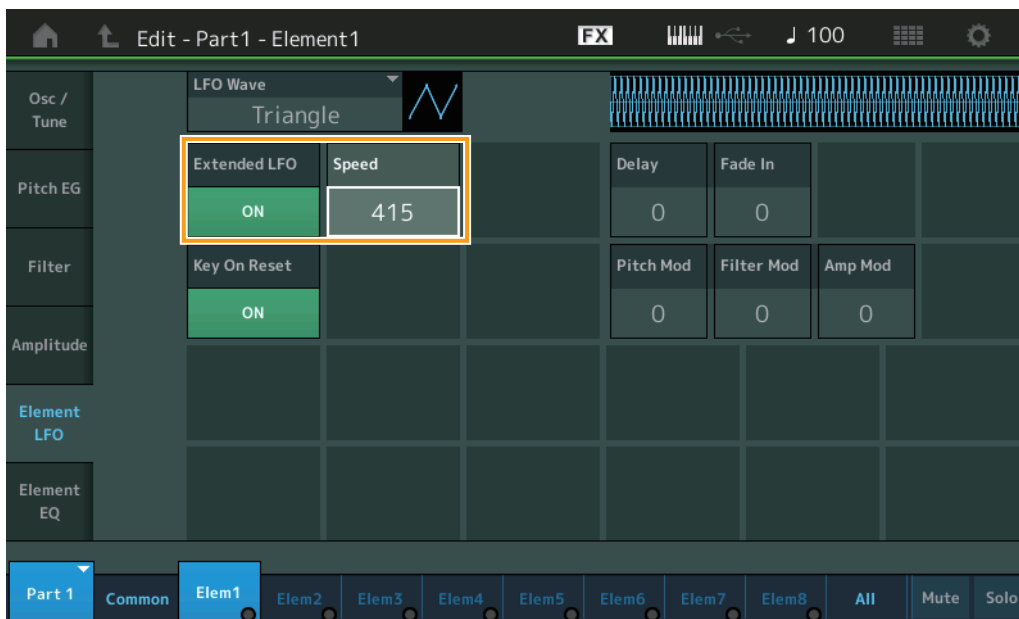 Edit - Part1 - Element1 FX ♩ 100
Osc /
Tune
Pitch EG
Filter
Amplitude
Element
LFO
Element
EQ
LFO Wave
Triangle
Extended LFO Speed
ON 415
Delay Fade In
0 0
Key On Reset
ON
Pitch Mod Filter Mod Amp Mod
0 0 0
Part 1 Common Elem1 Elem2 Elem3 Elem4 Elem5 Elem6 Elem7 Elem8 All Mute Solo